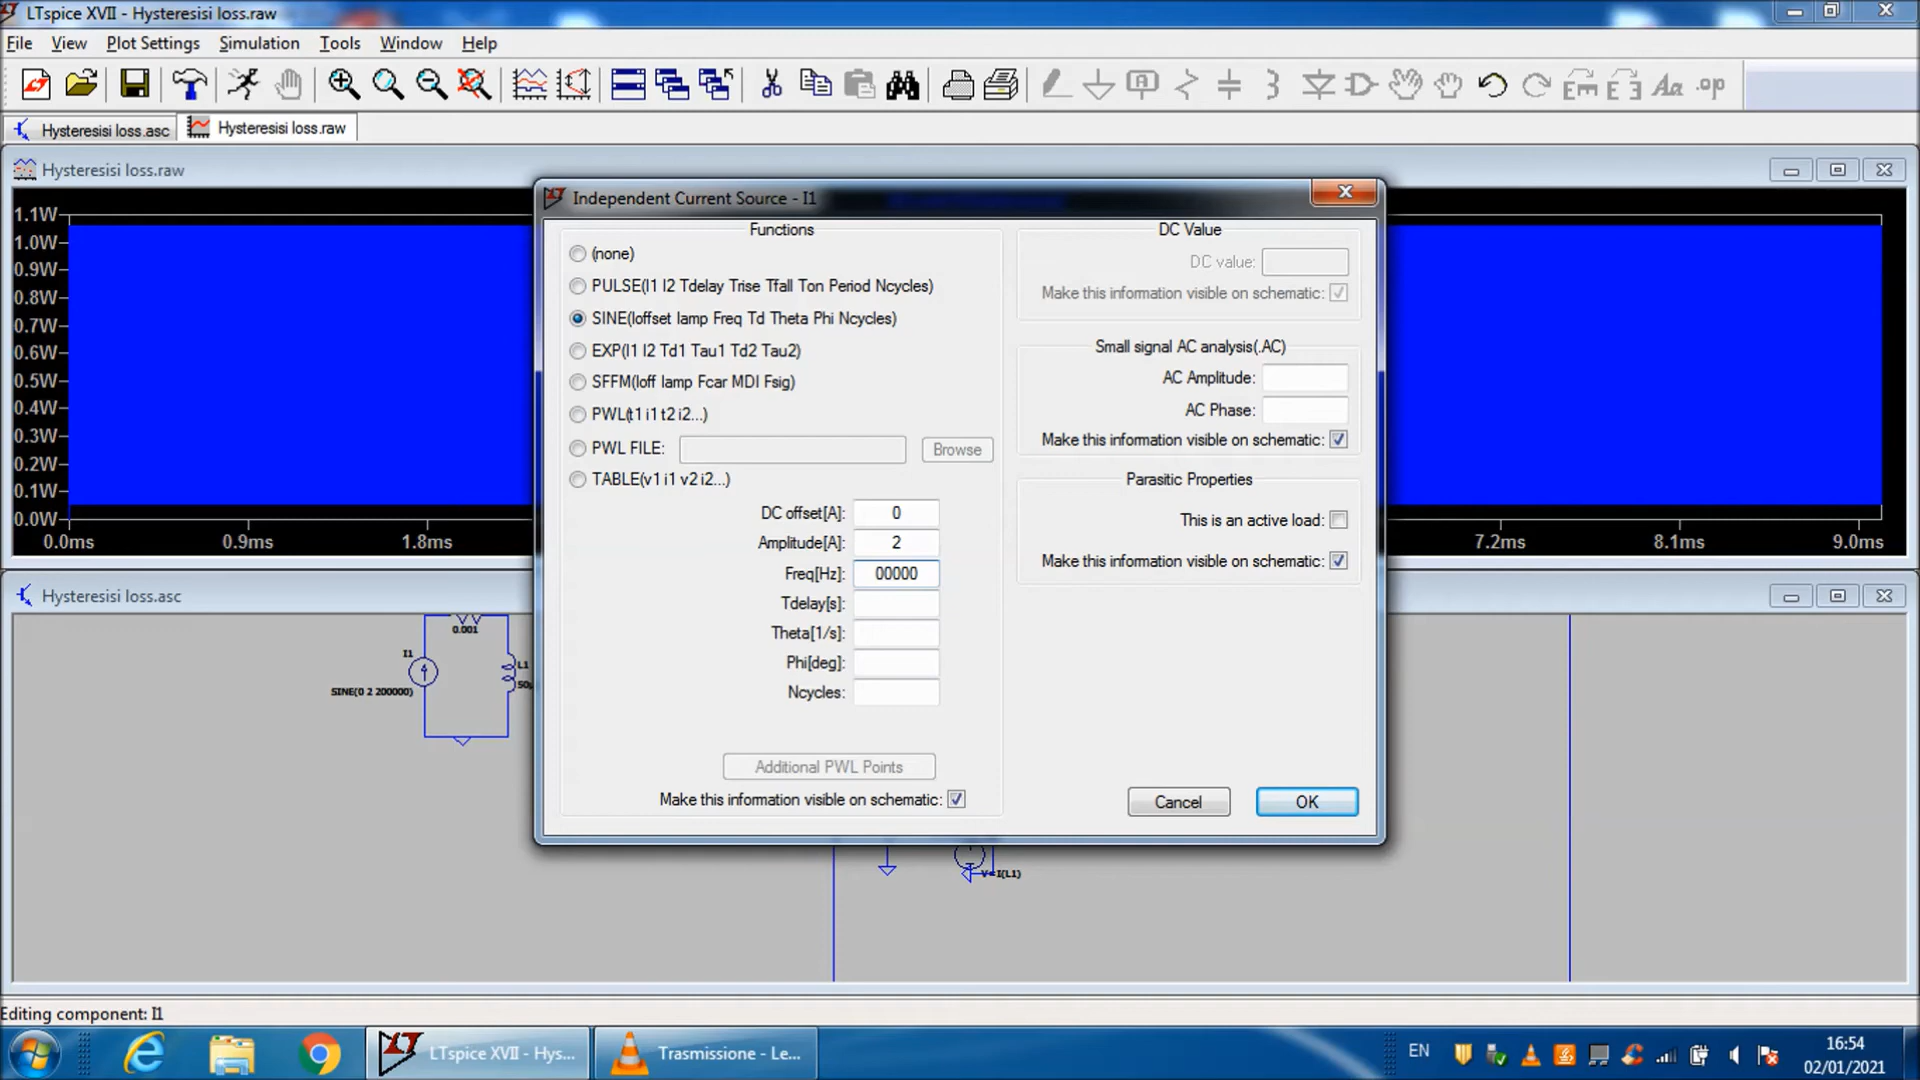 LTspice XVII - Hysteresisi loss.raw
File View Plot Settings Simulation Tools Window Help
Hysteresisi loss.asc Hysteresisi loss.raw
Hysteresisi loss.raw
1.1W
1.0W
0.9W
0.8W
0.7W
0.6W
0.5W
0.4W
0.3W
0.2W
0.1W
0.0W
0.0ms 0.9ms 1.8ms 7.2ms 8.1ms 9.0ms
Independent Current Source - I1
Functions
(none)
PULSE(I1 I2 Tdelay Trise Tfall Ton Period Ncycles)
SINE(Ioffset Iamp Freq Td Theta Phi Ncycles)
EXP(I1 I2 Td1 Tau1 Td2 Tau2)
SFFM(Ioff Iamp Fcar MDI Fsig)
PWL(t1 i1 t2 i2...)
PWL FILE: Browse
TABLE(v1 i1 v2 i2...)
DC offset[A]: 0
Amplitude[A]: 2
Freq[Hz]: 00000
Tdelay[s]:
Theta[1/s]:
Phi[deg]:
Ncycles:
Additional PWL Points
Make this information visible on schematic:
DC Value
DC value:
Make this information visible on schematic:
Small signal AC analysis(.AC)
AC Amplitude:
AC Phase:
Make this information visible on schematic:
Parasitic Properties
This is an active load:
Make this information visible on schematic:
Cancel OK
Hysteresisi loss.asc
0.001
I1
L1
SINE(0 2 200000)
V=I(L1)
Editing component: I1
LTspice XVII - Hys...
Trasmissione - Le...
EN
16:54
02/01/2021